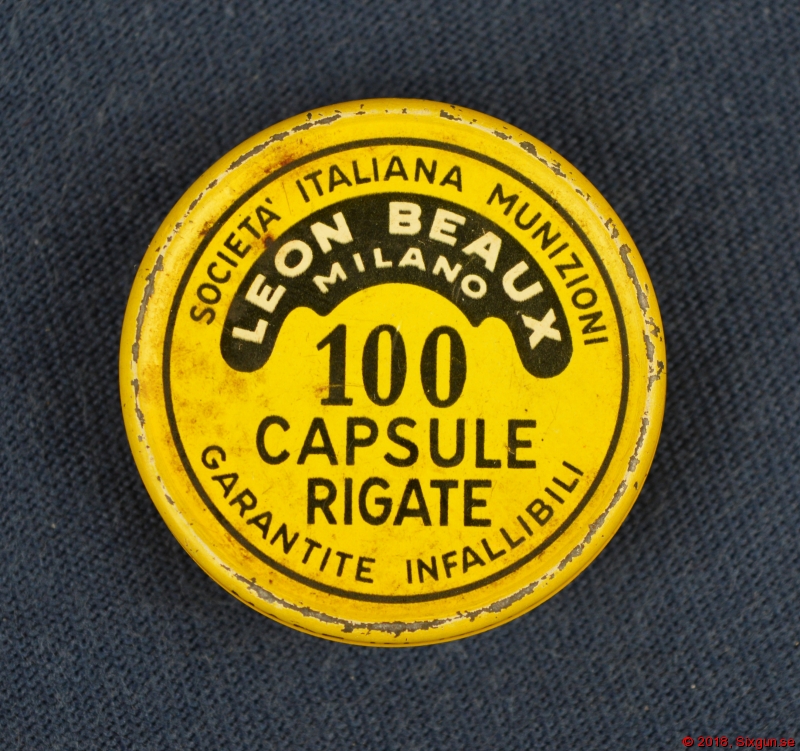 SOCIETA' ITALIANA MUNIZIONI
LEON BEAUX
MILANO
100
CAPSULE
RIGATE
GARANTITE INFALLIBILI
© 2018, Sixgun.se